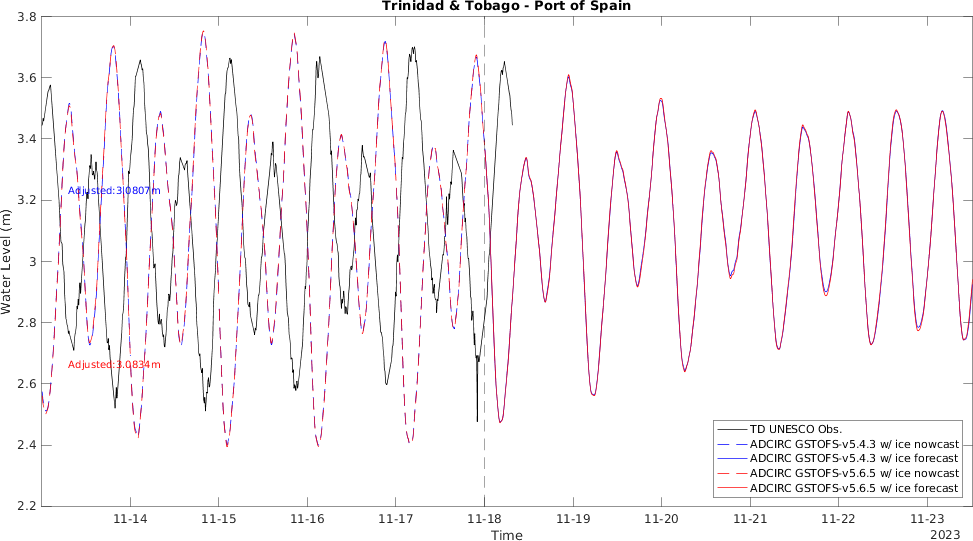 Trinidad & Tobago - Port of Spain
3.8
3.6
3.4
3.2
3
2.8
2.6
2.4
2.2
Water Level (m)
Adjusted:3.0807m
Adjusted:3.0834m
TD UNESCO Obs.
ADCIRC GSTOFS-v5.4.3 w/ ice nowcast
ADCIRC GSTOFS-v5.4.3 w/ ice forecast
ADCIRC GSTOFS-v5.6.5 w/ ice nowcast
ADCIRC GSTOFS-v5.6.5 w/ ice forecast
11-14 11-15 11-16 11-17 11-18 11-19 11-20 11-21 11-22 11-23
Time
2023